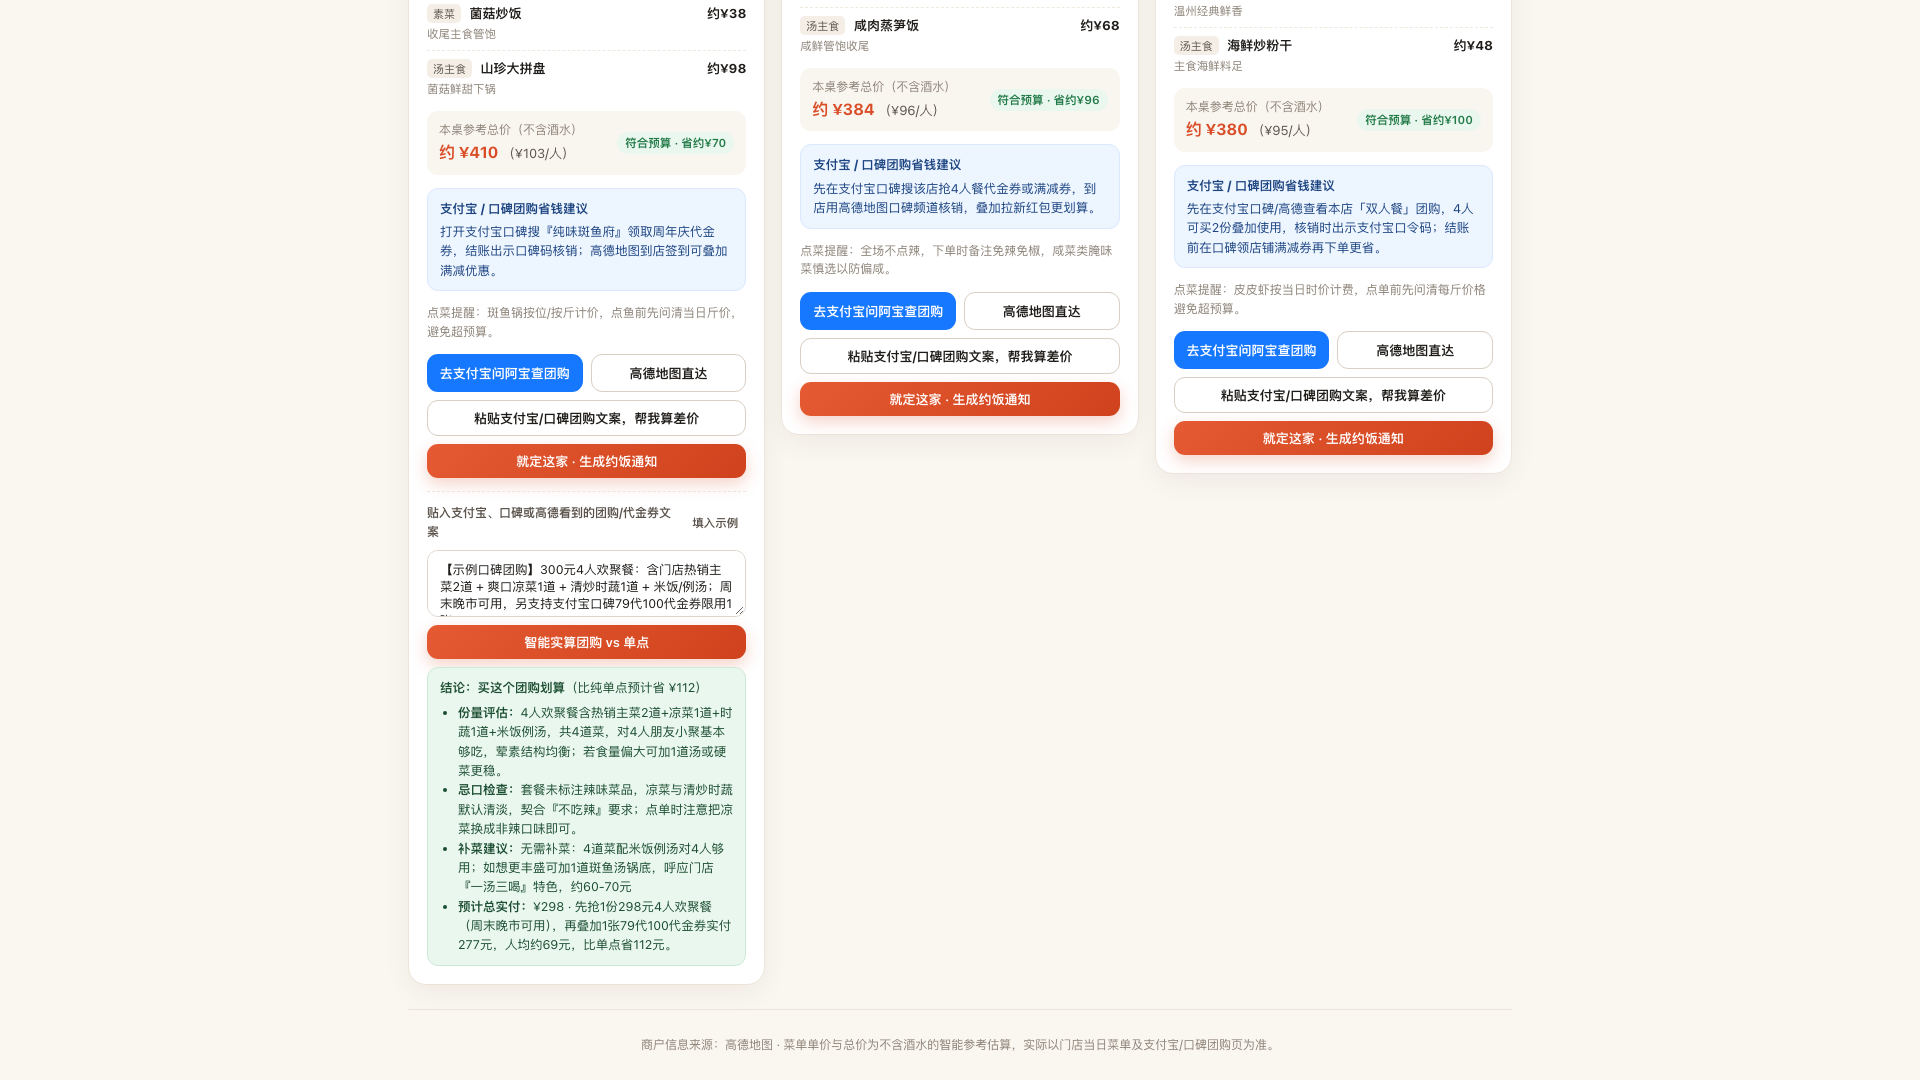 素菜 菌菇炒饭 约¥38
收尾主食管饱
汤主食 山珍大拼盘 约¥98
菌菇鲜甜下锅
本桌参考总价（不含酒水）
约 ¥410 （¥103/人）
符合预算 · 省约¥70
支付宝 / 口碑团购省钱建议
打开支付宝口碑搜『纯味斑鱼府』领取周年庆代金
券，结账出示口碑码核销；高德地图到店签到可叠加
满减优惠。
点菜提醒：斑鱼锅按位/按斤计价，点鱼前先问清当日斤价，
避免超预算。
去支付宝问阿宝查团购 高德地图直达
粘贴支付宝/口碑团购文案，帮我算差价
就定这家 · 生成约饭通知
贴入支付宝、口碑或高德看到的团购/代金券文
案
填入示例
【示例口碑团购】300元4人欢聚餐：含门店热销主
菜2道 + 爽口凉菜1道 + 清炒时蔬1道 + 米饭/例汤；周
末晚市可用，另支持支付宝口碑79代100代金券限用1
智能实算团购 vs 单点
结论：买这个团购划算（比纯单点预计省 ¥112）
• 份量评估：4人欢聚餐含热销主菜2道+凉菜1道+时
蔬1道+米饭例汤，共4道菜，对4人朋友小聚基本
够吃，荤素结构均衡；若食量偏大可加1道汤或硬
菜更稳。
• 忌口检查：套餐未标注辣味菜品，凉菜与清炒时蔬
默认清淡，契合『不吃辣』要求；点单时注意把凉
菜换成非辣口味即可。
• 补菜建议：无需补菜：4道菜配米饭例汤对4人够
用；如想更丰盛可加1道斑鱼汤锅底，呼应门店
『一汤三喝』特色，约60-70元
• 预计总实付：¥298 · 先抢1份298元4人欢聚餐
（周末晚市可用），再叠加1张79代100代金券实付
277元，人均约69元，比单点省112元。
汤主食 咸肉蒸笋饭 约¥68
咸鲜管饱收尾
本桌参考总价（不含酒水）
约 ¥384 （¥96/人）
符合预算 · 省约¥96
支付宝 / 口碑团购省钱建议
先在支付宝口碑搜该店抢4人餐代金券或满减券，到
店用高德地图口碑频道核销，叠加拉新红包更划算。
点菜提醒：全场不点辣，下单时备注免辣免椒，咸菜类腌味
菜慎选以防偏咸。
去支付宝问阿宝查团购 高德地图直达
粘贴支付宝/口碑团购文案，帮我算差价
就定这家 · 生成约饭通知
温州经典鲜香
汤主食 海鲜炒粉干 约¥48
主食海鲜料足
本桌参考总价（不含酒水）
约 ¥380 （¥95/人）
符合预算 · 省约¥100
支付宝 / 口碑团购省钱建议
先在支付宝口碑/高德查看本店「双人餐」团购，4人
可买2份叠加使用，核销时出示支付宝口令码；结账
前在口碑领店铺满减券再下单更省。
点菜提醒：皮皮虾按当日时价计费，点单前先问清每斤价格
避免超预算。
去支付宝问阿宝查团购 高德地图直达
粘贴支付宝/口碑团购文案，帮我算差价
就定这家 · 生成约饭通知
商户信息来源：高德地图 · 菜单单价与总价为不含酒水的智能参考估算，实际以门店当日菜单及支付宝/口碑团购页为准。